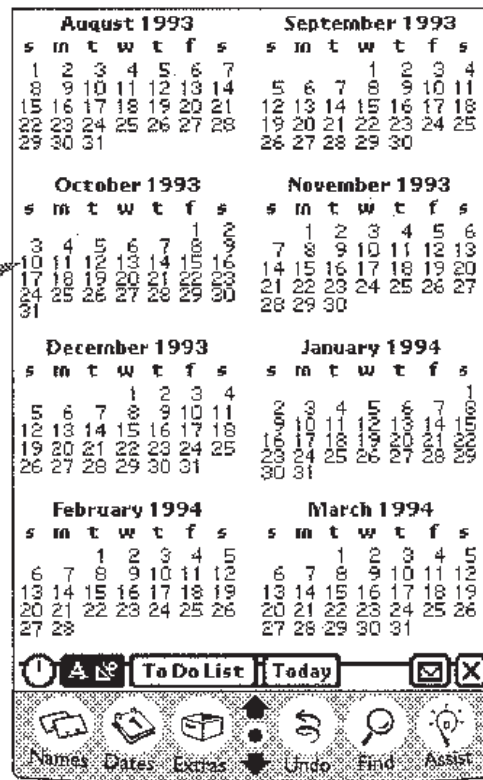 August 1993
s m t w t f s
1 2 3 4 5 6 7
8 9 10 11 12 13 14
15 16 17 18 19 20 21
22 23 24 25 26 27 28
29 30 31
September 1993
s m t w t f s
1 2 3 4
5 6 7 8 9 10 11
12 13 14 15 16 17 18
19 20 21 22 23 24 25
26 27 28 29 30
October 1993
s m t w t f s
1 2
3 4 5 6 7 8 9
10 11 12 13 14 15 16
17 18 19 20 21 22 23
24 25 26 27 28 29 30
31
November 1993
s m t w t f s
1 2 3 4 5 6
7 8 9 10 11 12 13
14 15 16 17 18 19 20
21 22 23 24 25 26 27
28 29 30
December 1993
s m t w t f s
1 2 3 4
5 6 7 8 9 10 11
12 13 14 15 16 17 18
19 20 21 22 23 24 25
26 27 28 29 30 31
January 1994
s m t w t f s
1
2 3 4 5 6 7 8
9 10 11 12 13 14 15
16 17 18 19 20 21 22
23 24 25 26 27 28 29
30 31
February 1994
s m t w t f s
1 2 3 4 5
6 7 8 9 10 11 12
13 14 15 16 17 18 19
20 21 22 23 24 25 26
27 28
March 1994
s m t w t f s
1 2 3 4 5
6 7 8 9 10 11 12
13 14 15 16 17 18 19
20 21 22 23 24 25 26
27 28 29 30 31
A To Do List Today X
Names Dates Extras Undo Find Assist